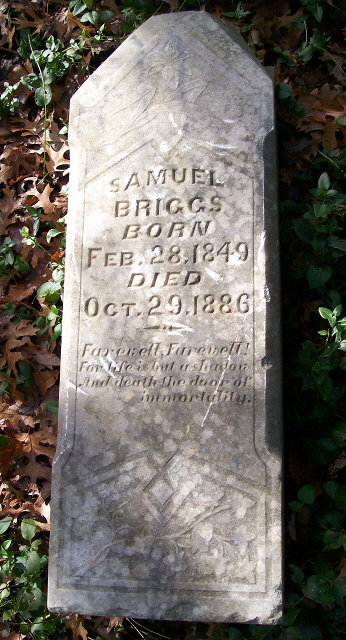 SAMUEL
BRIGGS
BORN
FEB. 28. 1849
DIED
OCT. 29. 1886
Farewell, Farewell!
For life is but a shadow
And death the door of
immortality.